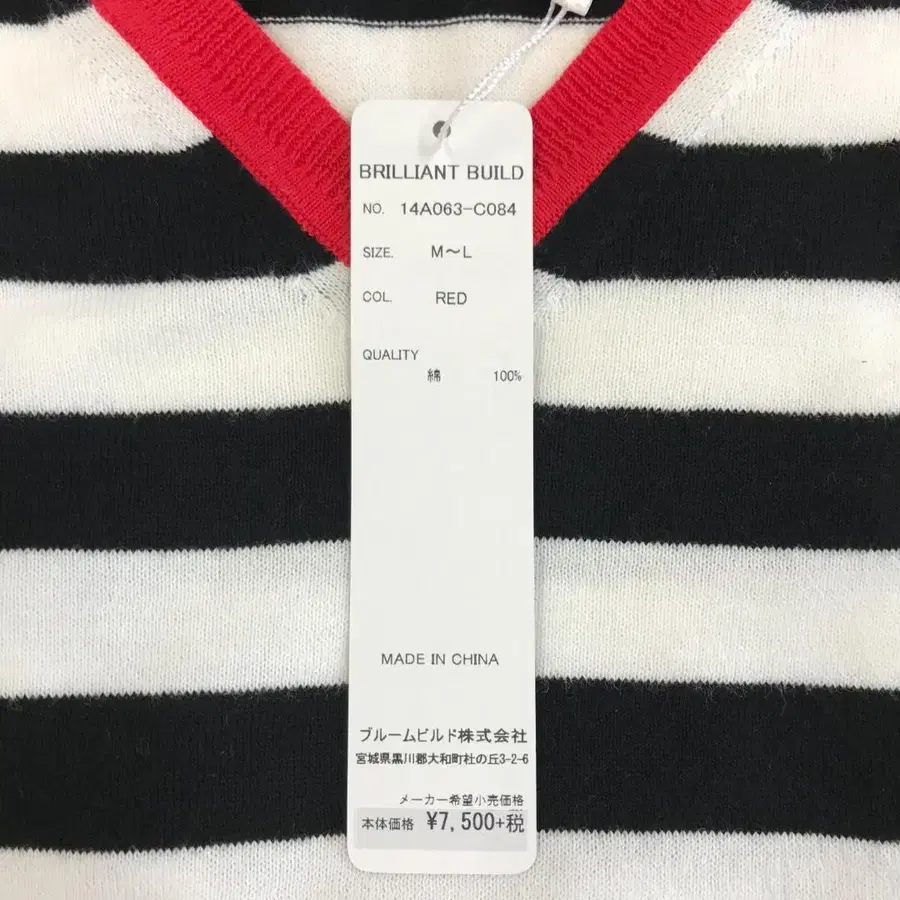 BRILLIANT BUILD
NO. 14A063-C084
SIZE. M～L
COL. RED
QUALITY
綿 100%
MADE IN CHINA
ブルームビルド株式会社
宮城県黒川郡大和町杜の丘3-2-6
メーカー希望小売価格
本体価格 ¥7,500+税